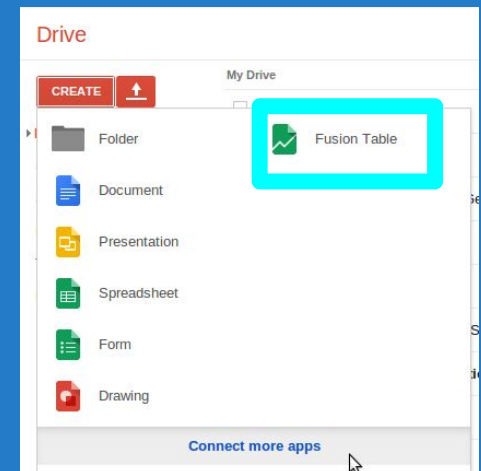 Drive
My Drive
CREATE
Folder
Fusion Table
Document
Presentation
Spreadsheet
Form
Drawing
Connect more apps